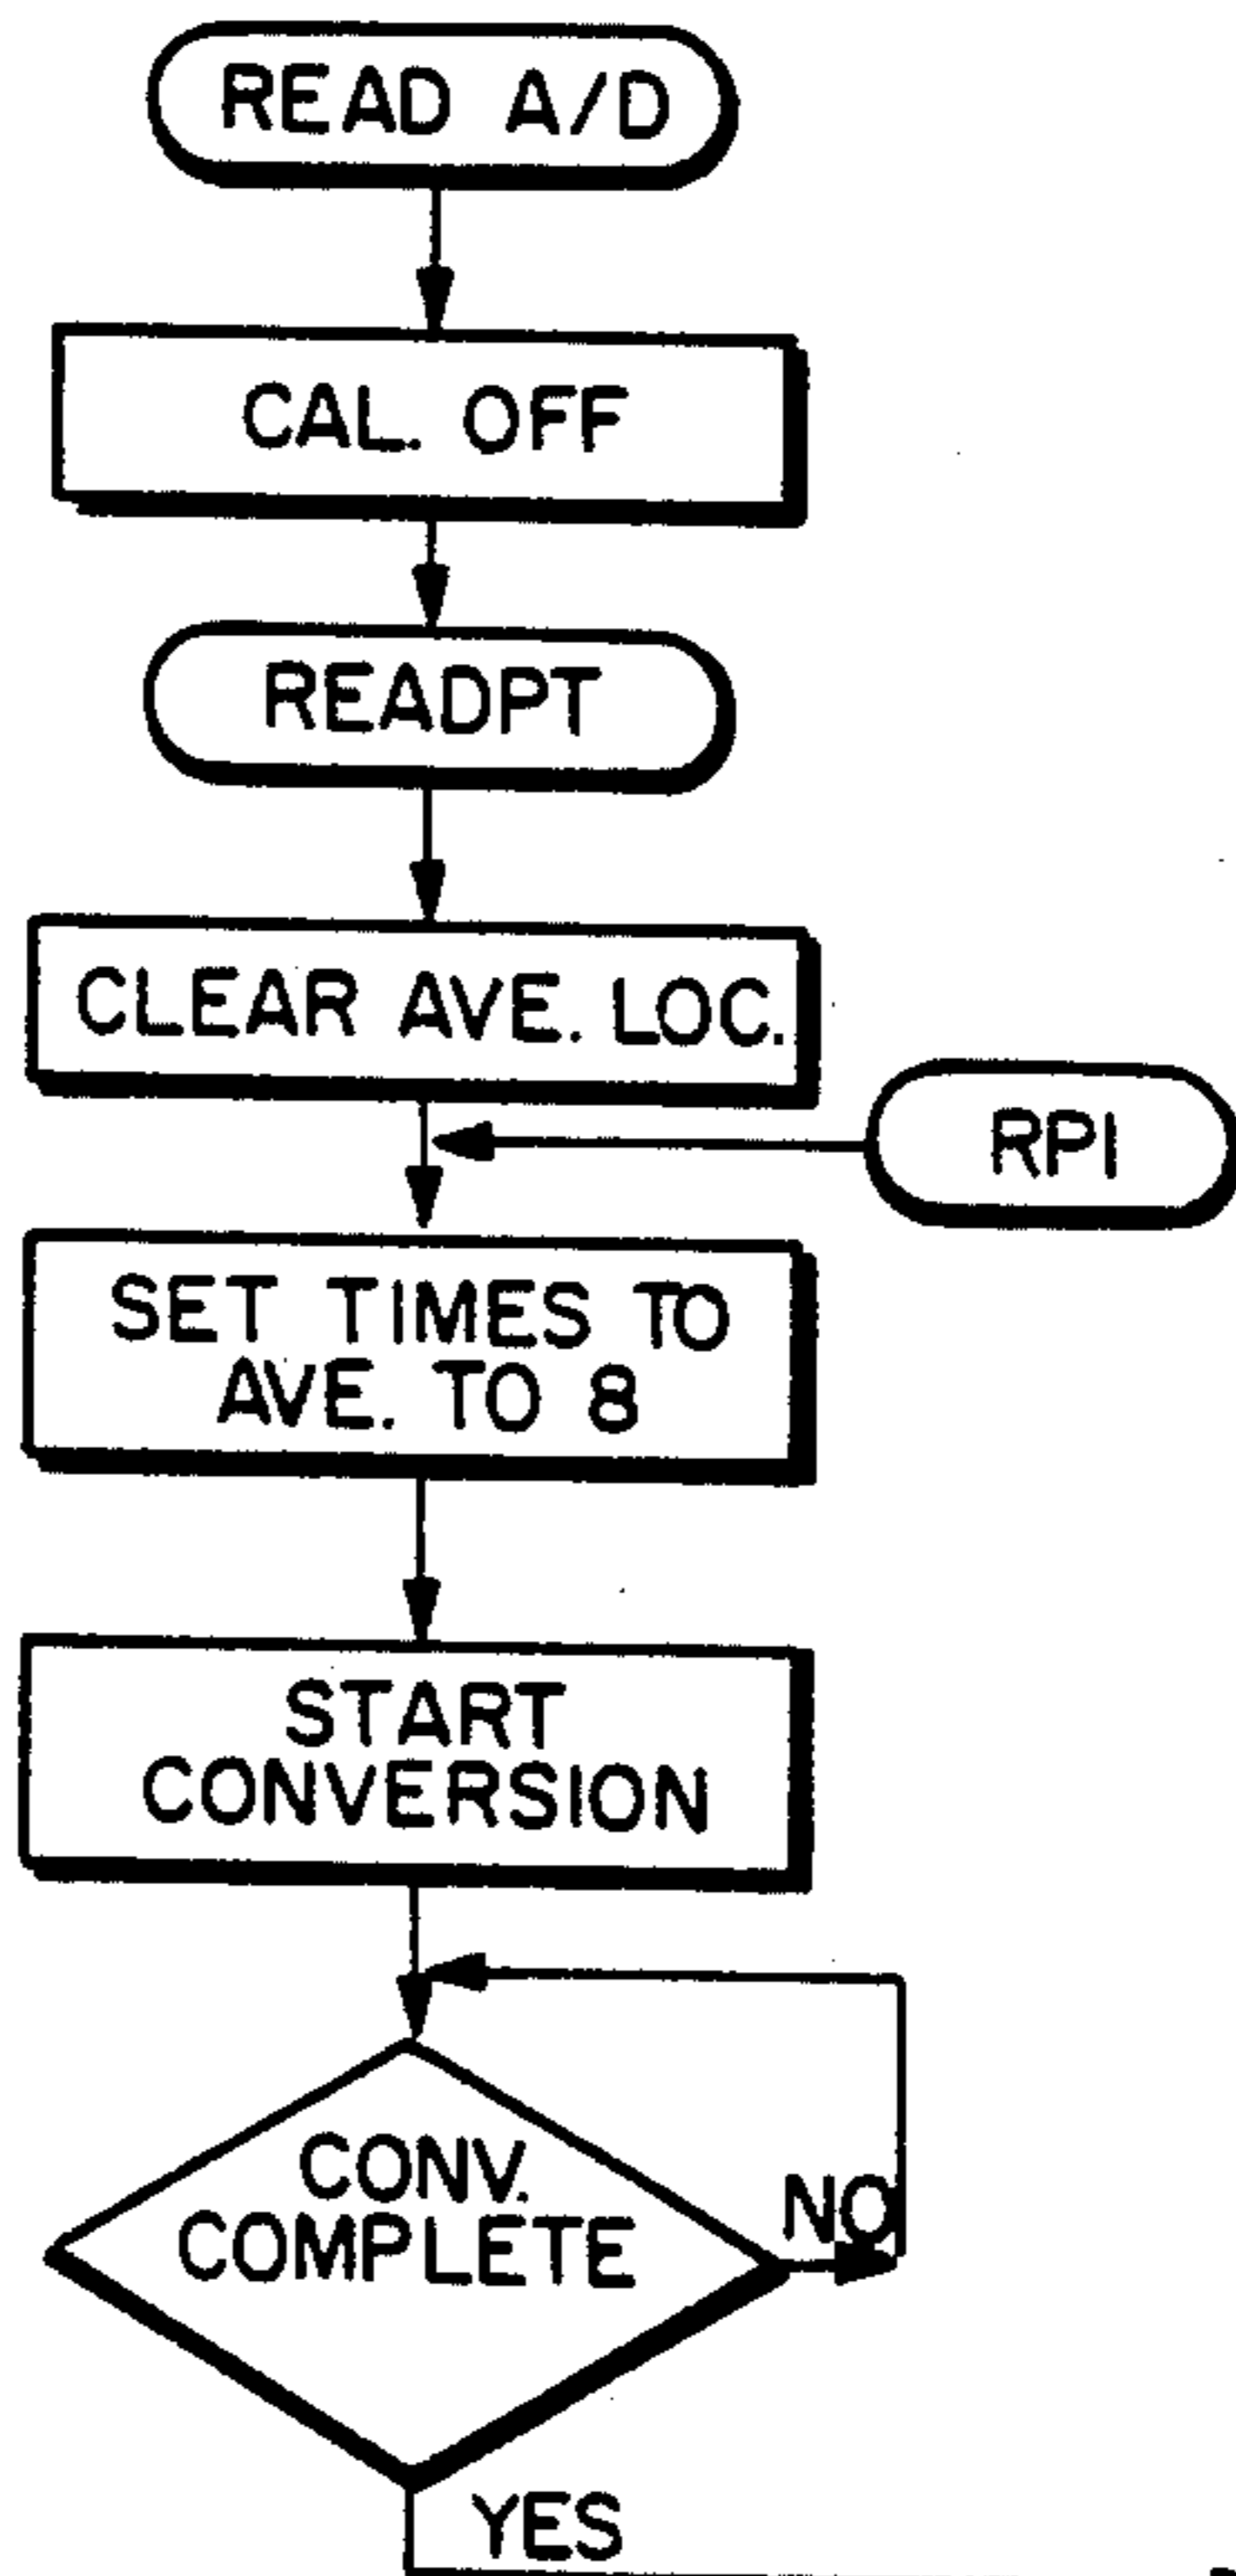 READ A/D
CAL. OFF
READPT
CLEAR AVE. LOC.
RPI
SET TIMES TO
AVE. TO 8
START
CONVERSION
CONV.
COMPLETE
NO
YES